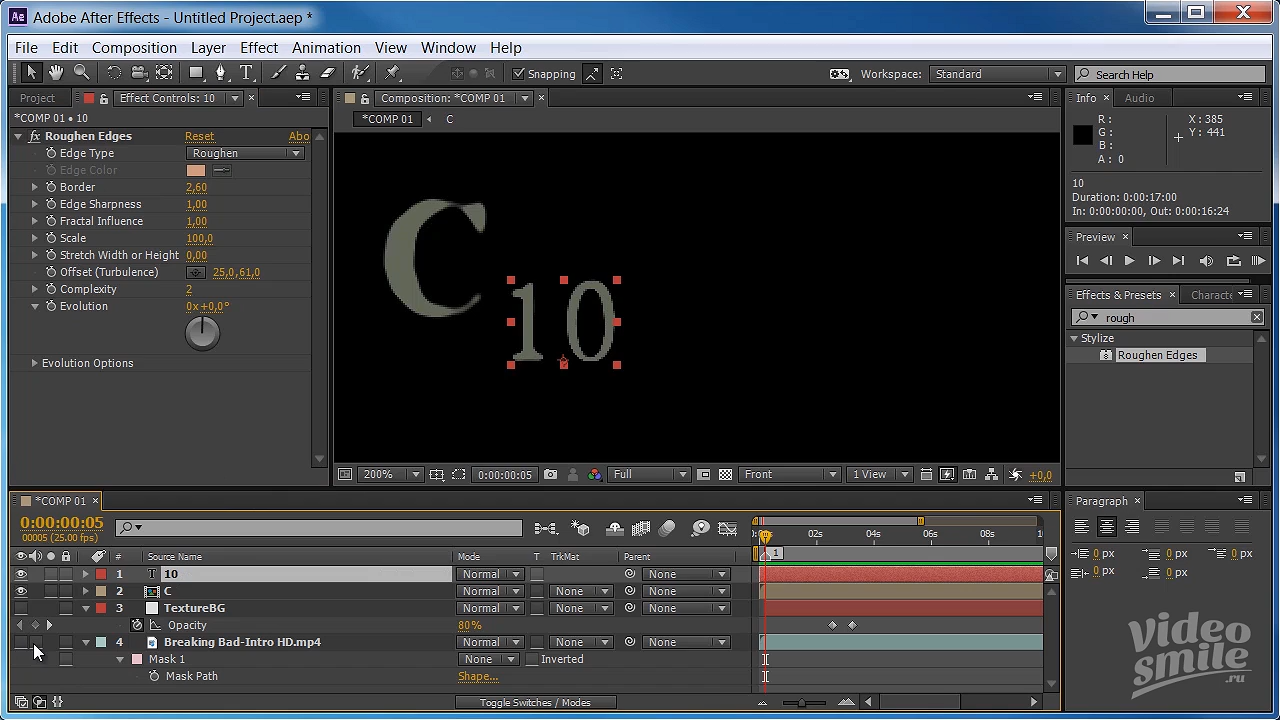 Ae Adobe After Effects - Untitled Project.aep *
File Edit Composition Layer Effect Animation View Window Help
Snapping
Workspace: Standard
Search Help
Project
Effect Controls: 10
*COMP 01 • 10
fx Roughen Edges Reset Abo
Edge Type Roughen
Edge Color
Border 2,60
Edge Sharpness 1,00
Fractal Influence 1,00
Scale 100,0
Stretch Width or Height 0,00
Offset (Turbulence) 25,0,61,0
Complexity 2
Evolution 0x+0,0°
Evolution Options
Composition: *COMP 01
*COMP 01 C
C
10
200% 0:00:00:05 Full Front 1 View +0,0
Info Audio
R: X: 385
G: Y: 441
B:
A: 0
10
Duration: 0:00:17:00
In: 0:00:00:00, Out: 0:00:16:24
Preview
Effects & Presets Characte
rough
Stylize
Roughen Edges
*COMP 01
0:00:00:05
00005 (25.00 fps)
02s 04s 06s 08s
# Source Name Mode T TrkMat Parent
1
1 T 10 Normal None
2 C Normal None None
3 TextureBG Normal None None
Opacity 80%
4 Breaking Bad-Intro HD.mp4 Normal None None
Mask 1 None Inverted
Mask Path Shape...
Toggle Switches / Modes
Paragraph
0 px 0 px 0 px
0 px 0 px
video
smile
.ru